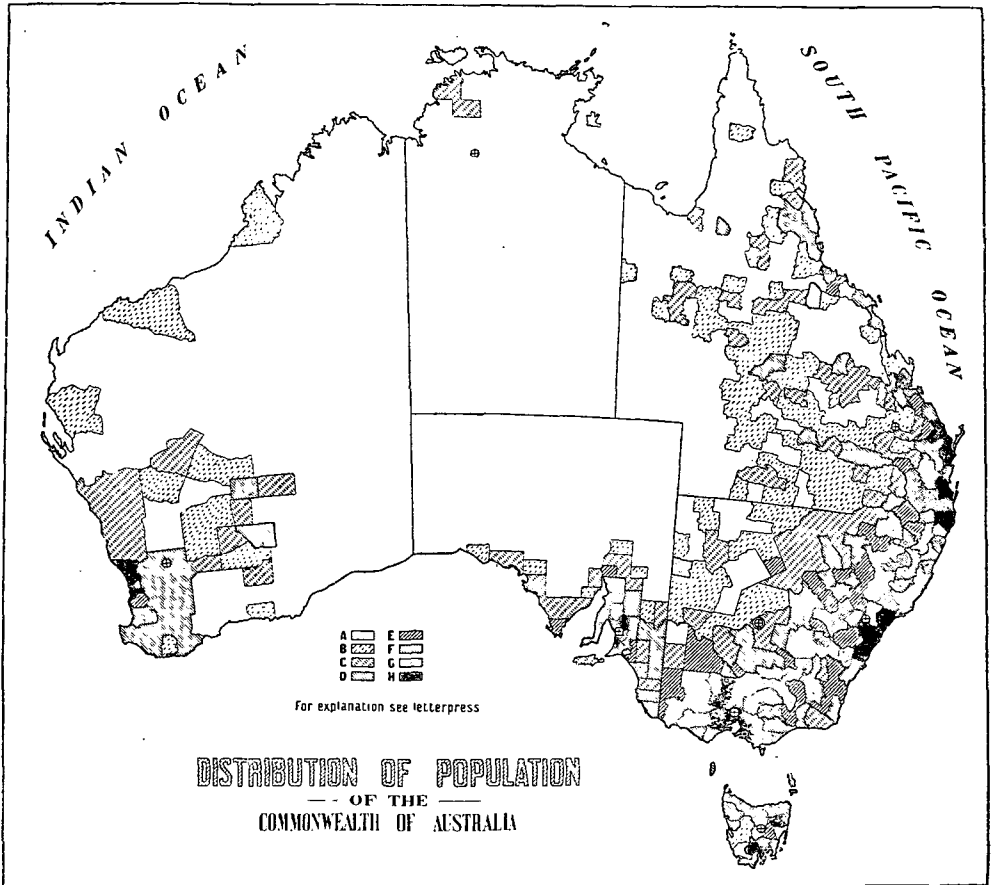 INDIAN OCEAN
SOUTH PACIFIC OCEAN
A E
B F
C G
D H
For explanation see letterpress
DISTRIBUTION OF POPULATION
— - OF THE —
COMMONWEALTH OF AUSTRALIA